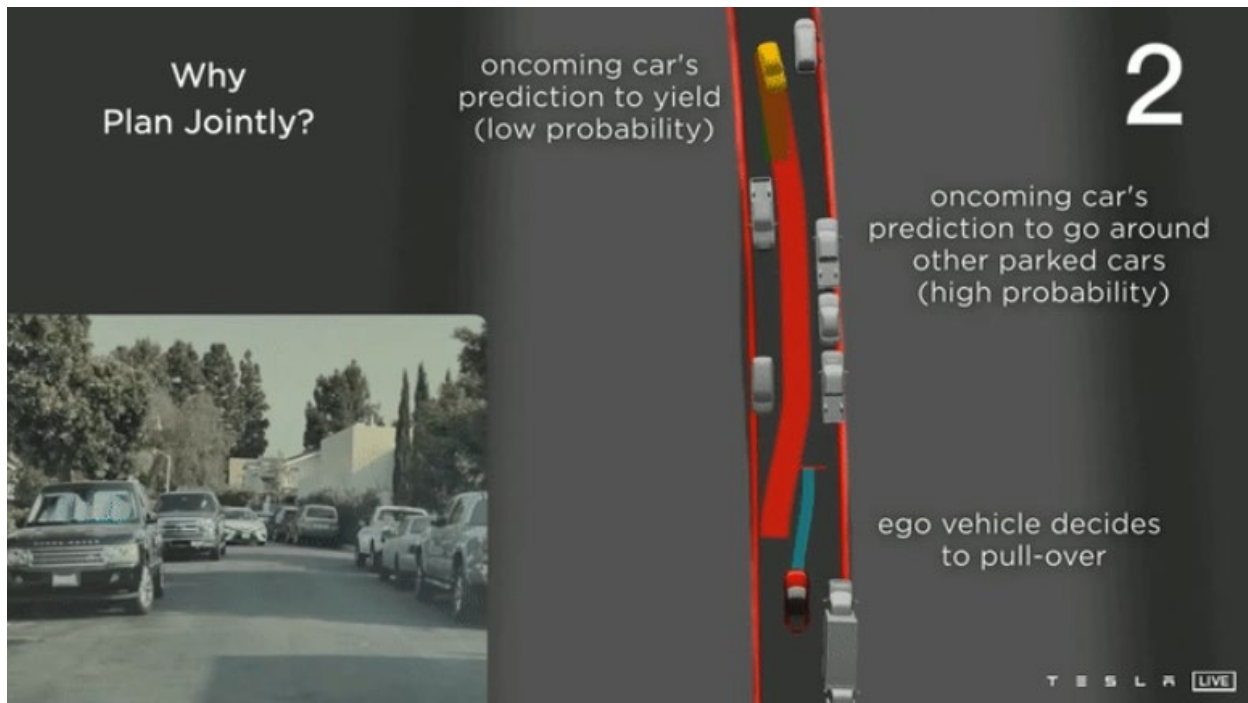 Why
Plan Jointly?
oncoming car's
prediction to yield
(low probability)
2
oncoming car's
prediction to go around
other parked cars
(high probability)
ego vehicle decides
to pull-over
TESLA LIVE